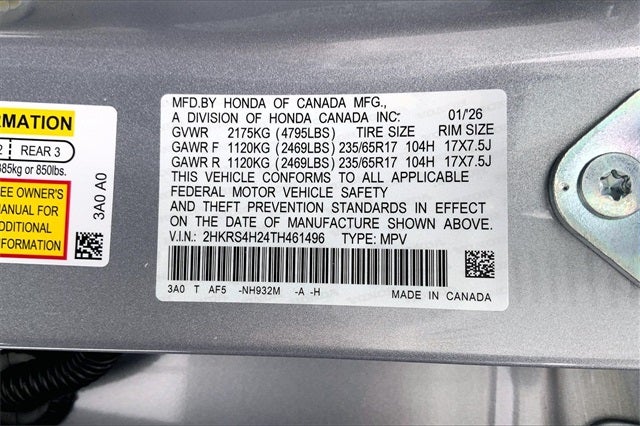 ORMATION
2 REAR 3
385kg or 850lbs.
EE OWNER'S
MANUAL FOR
ADDITIONAL
FORMATION
3A0 A0
MFD.BY HONDA OF CANADA MFG.,
A DIVISION OF HONDA CANADA INC. 01/26
GVWR 2175KG (4795LBS) TIRE SIZE RIM SIZE
GAWR F 1120KG (2469LBS) 235/65R17 104H 17X7.5J
GAWR R 1120KG (2469LBS) 235/65R17 104H 17X7.5J
THIS VEHICLE CONFORMS TO ALL APPLICABLE
FEDERAL MOTOR VEHICLE SAFETY
AND THEFT PREVENTION STANDARDS IN EFFECT
ON THE DATE OF MANUFACTURE SHOWN ABOVE.
V.I.N.: 2HKRS4H24TH461496 TYPE: MPV
3A0 T AF5 -NH932M -A -H
MADE IN CANADA